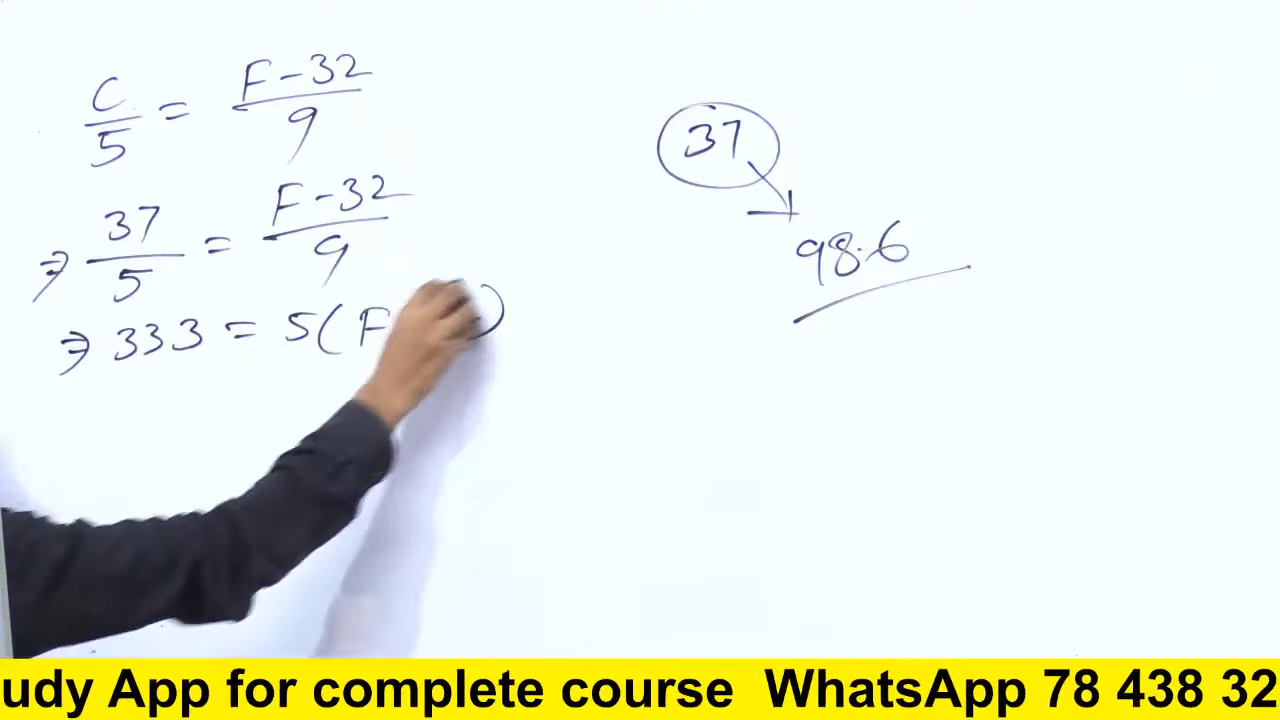 C/5 = F-32/9
⇒ 37/5 = F-32/9
⇒ 333 = 5(F
37
98.6
udy App for complete course WhatsApp 78 438 32